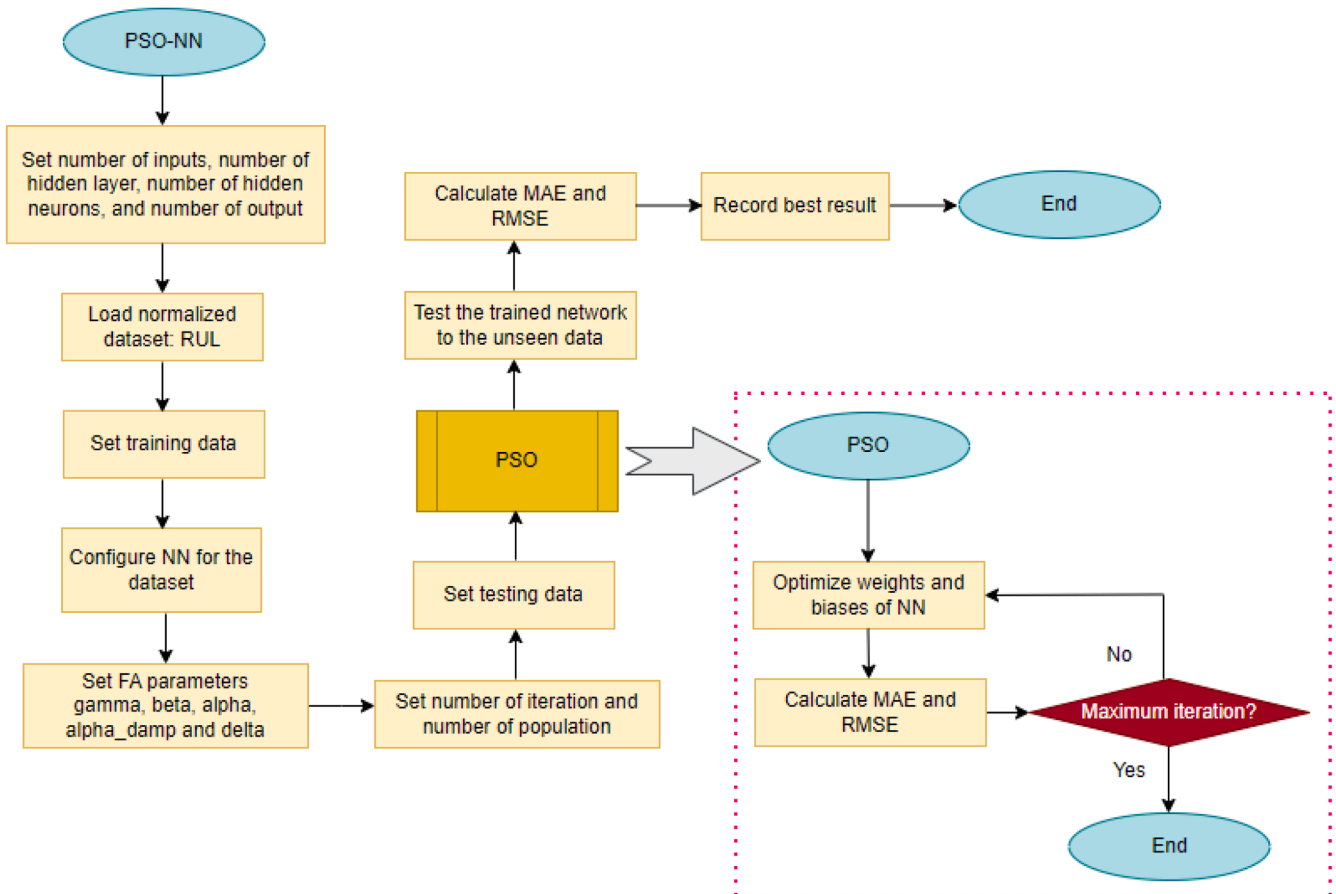 PSO-NN
Set number of inputs, number of
hidden layer, number of hidden
neurons, and number of output
Load normalized
dataset: RUL
Set training data
Configure NN for the
dataset
Set FA parameters
gamma, beta, alpha,
alpha_damp and delta
Set number of iteration and
number of population
Set testing data
PSO
Test the trained network
to the unseen data
Calculate MAE and
RMSE
Record best result
End
PSO
Optimize weights and
biases of NN
Calculate MAE and
RMSE
Maximum iteration?
No
Yes
End